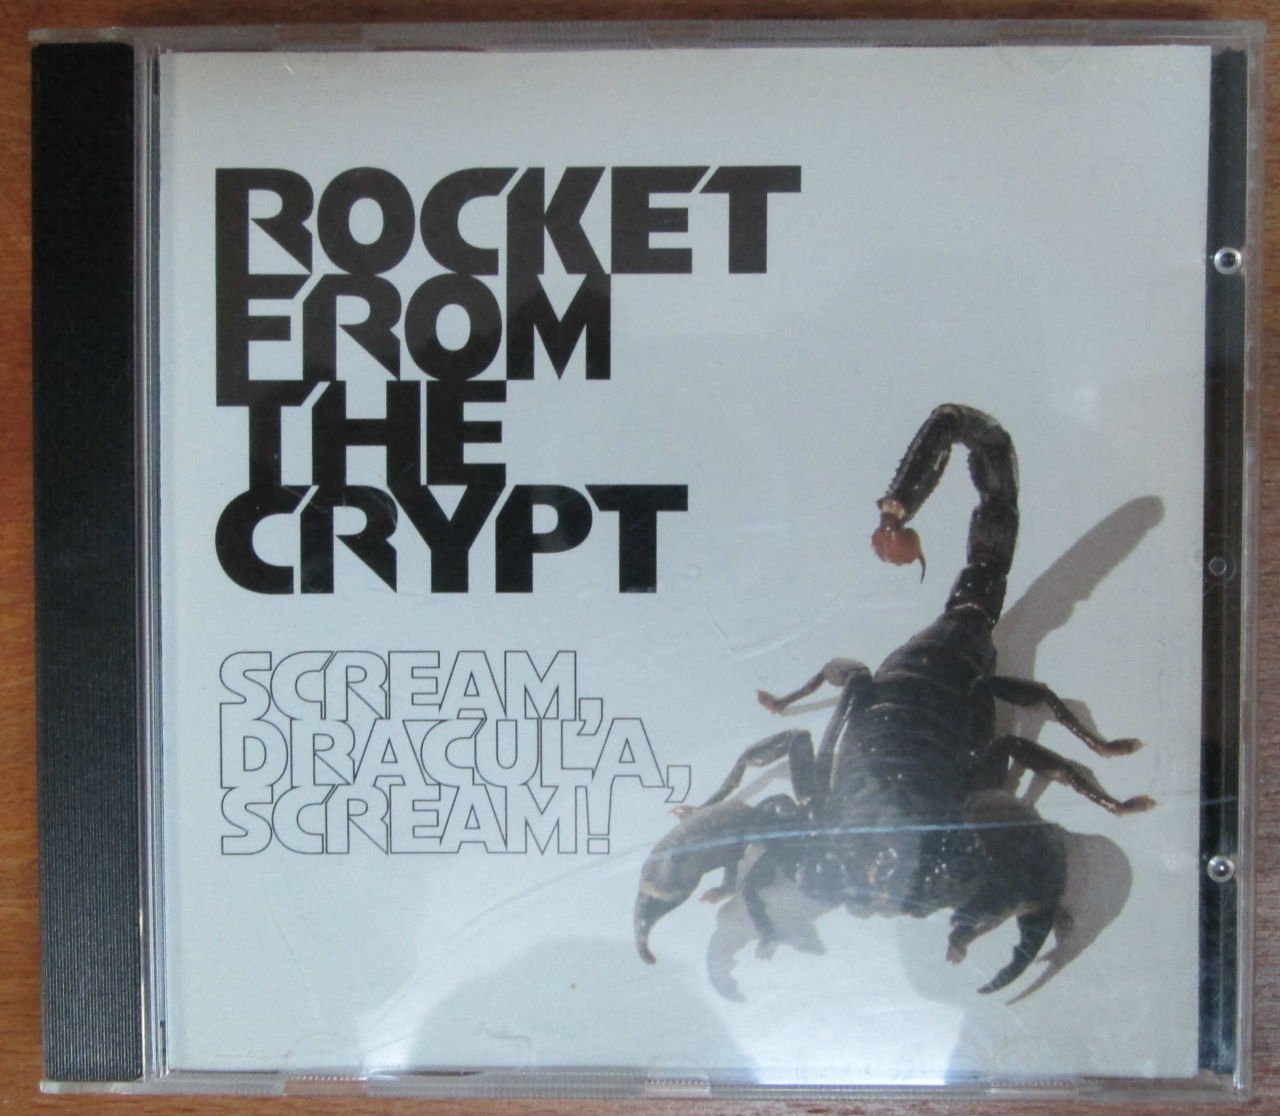 ROCKET
FROM
THE
CRYPT
SCREAM,
DRACULA,
SCREAM!